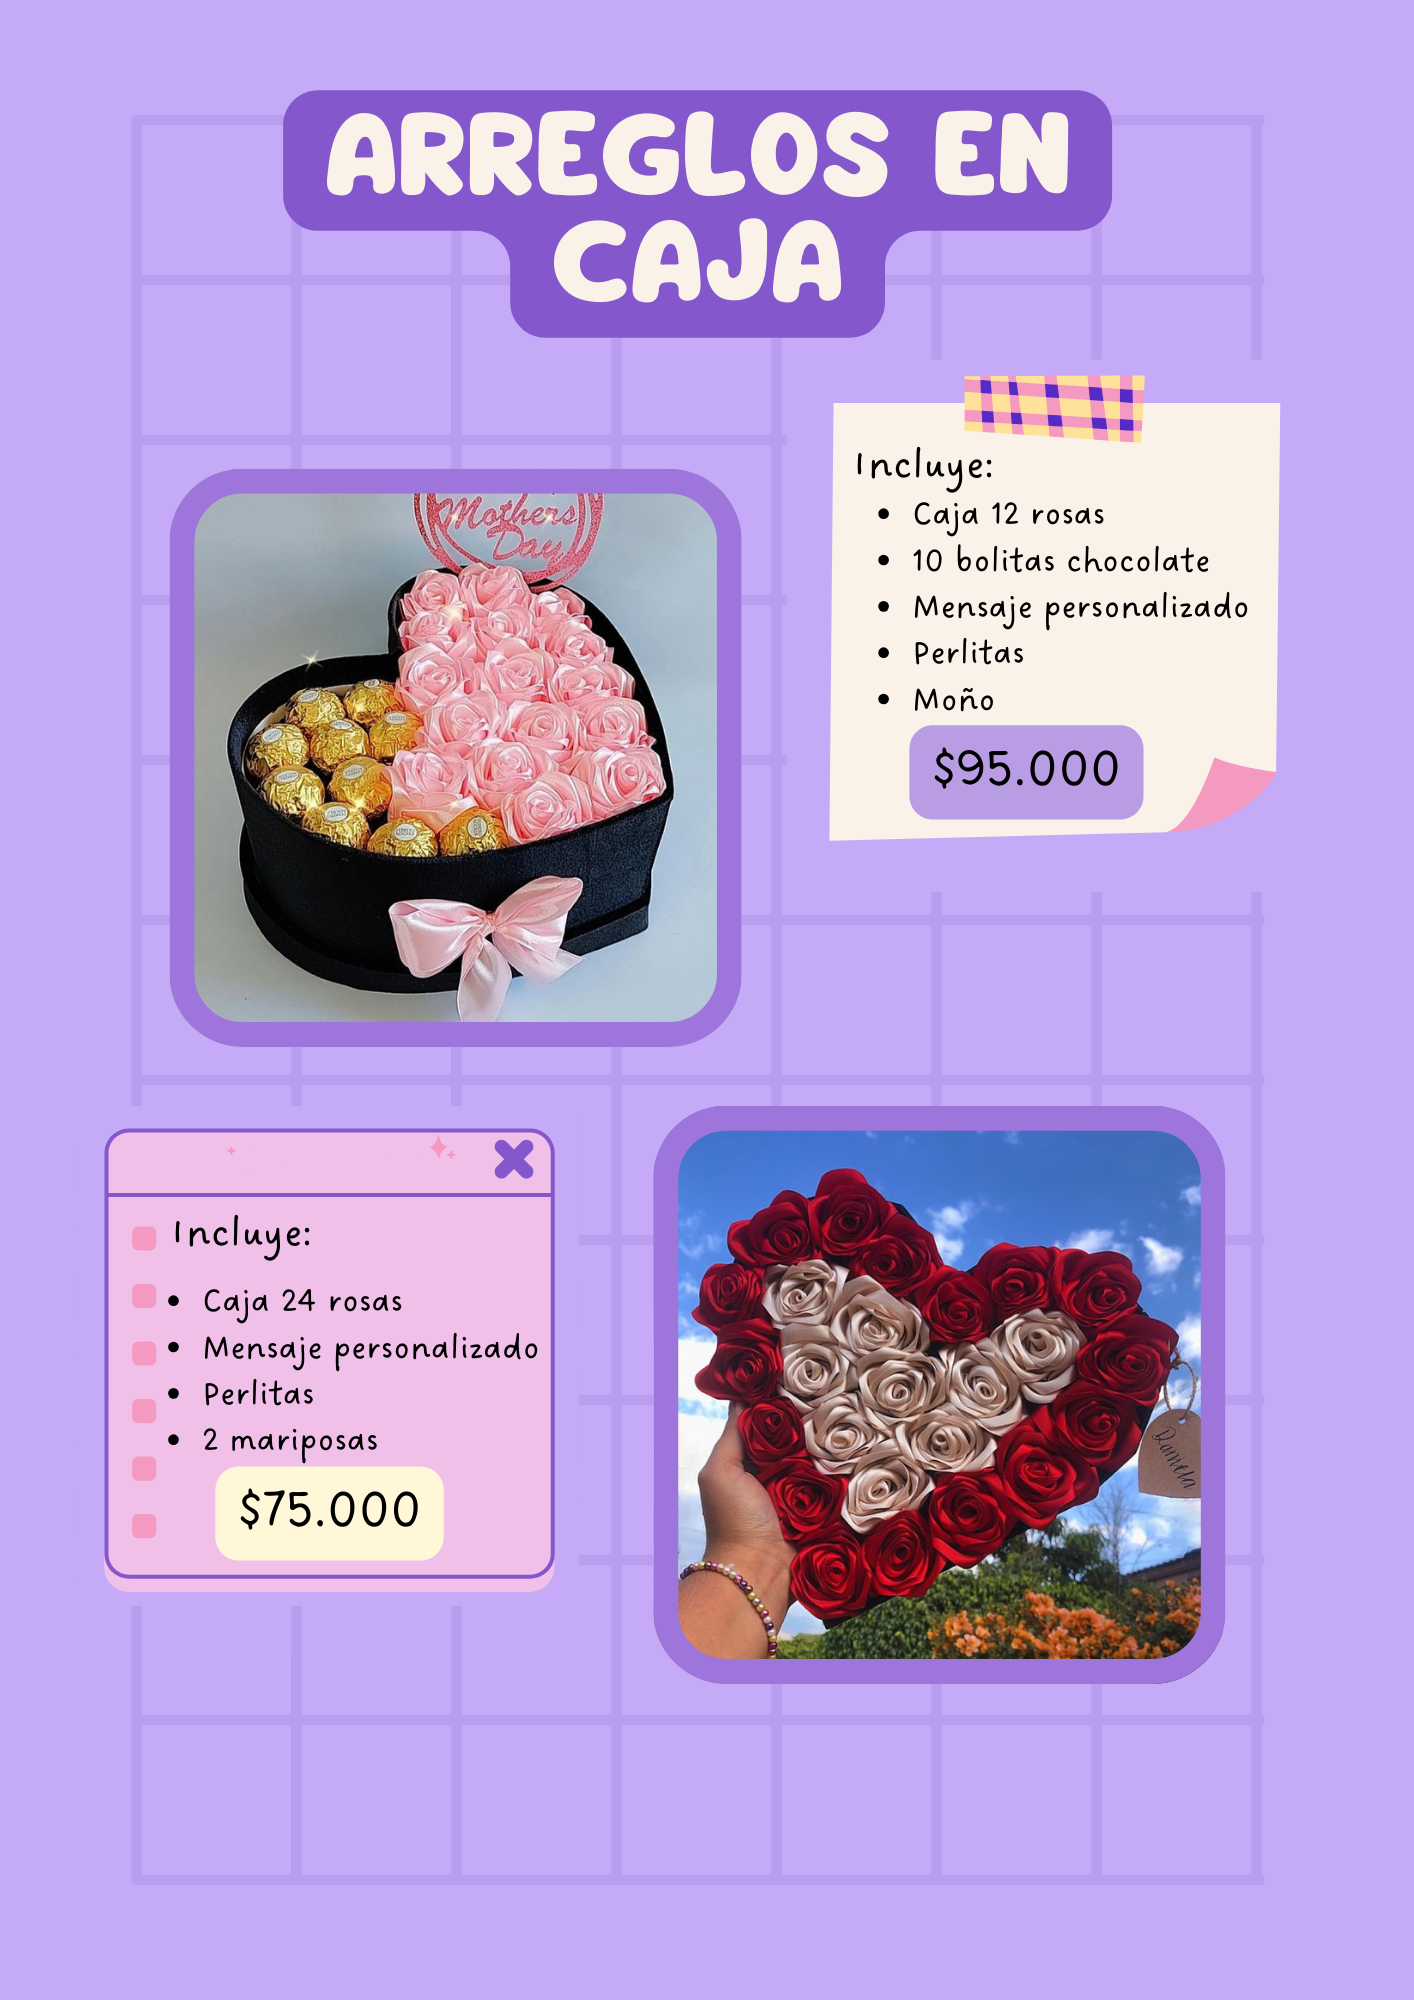 ARREGLOS EN
CAJA
Incluye:
• Caja 12 rosas
• 10 bolitas chocolate
• Mensaje personalizado
• Perlitas
• Moño
$95.000
Mothers
Day
Incluye:
• Caja 24 rosas
• Mensaje personalizado
• Perlitas
• 2 mariposas
$75.000